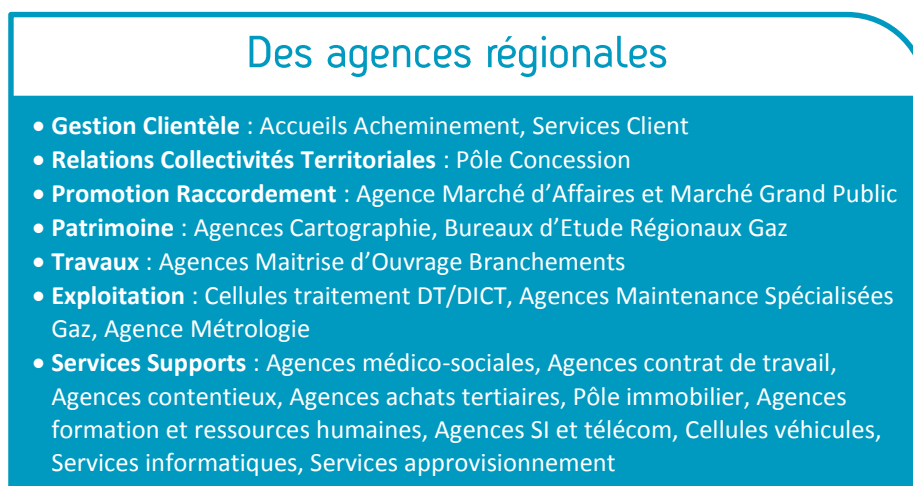 Des agences régionales
• Gestion Clientèle : Accueils Acheminement, Services Client
• Relations Collectivités Territoriales : Pôle Concession
• Promotion Raccordement : Agence Marché d’Affaires et Marché Grand Public
• Patrimoine : Agences Cartographie, Bureaux d’Etude Régionaux Gaz
• Travaux : Agences Maitrise d’Ouvrage Branchements
• Exploitation : Cellules traitement DT/DICT, Agences Maintenance Spécialisées
Gaz, Agence Métrologie
• Services Supports : Agences médico-sociales, Agences contrat de travail,
Agences contentieux, Agences achats tertiaires, Pôle immobilier, Agences
formation et ressources humaines, Agences SI et télécom, Cellules véhicules,
Services informatiques, Services approvisionnement